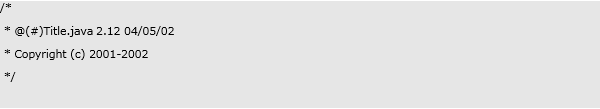 /*
* @(#)Title.java 2.12 04/05/02
* Copyright (c) 2001-2002
*/